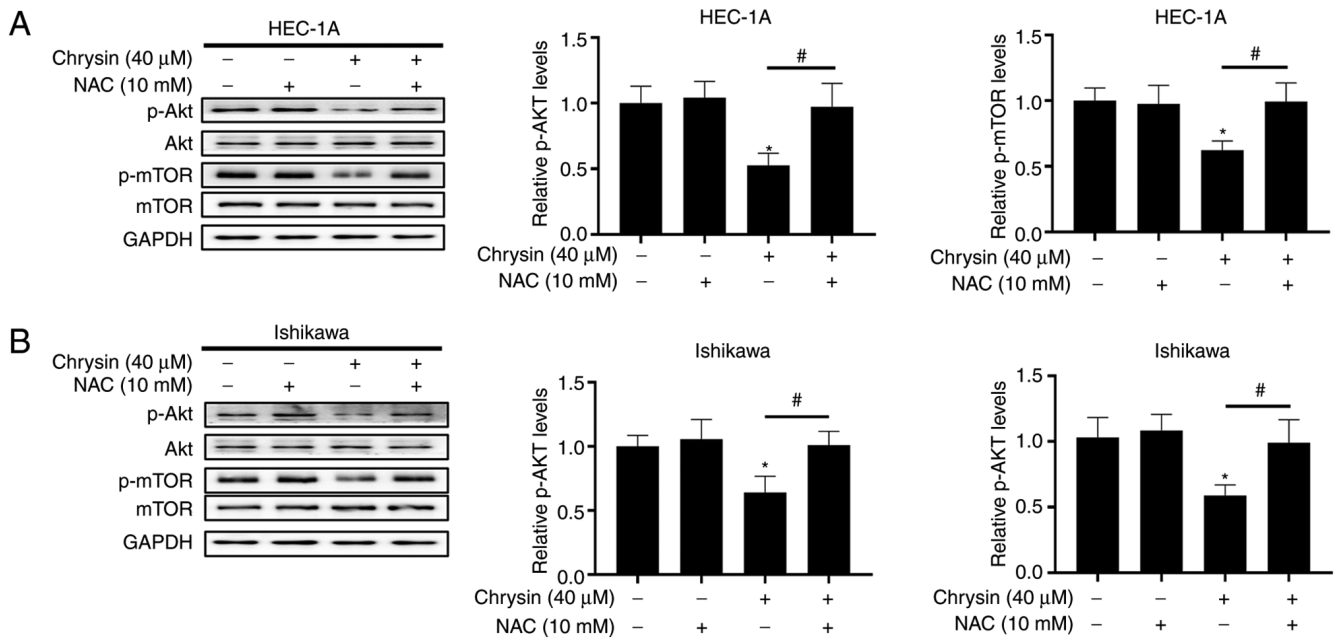 A
HEC-1A
Chrysin (40 μM) – – + +
NAC (10 mM) – + – +
p-Akt
Akt
p-mTOR
mTOR
GAPDH
HEC-1A
Relative p-AKT levels
1.5
1.0
0.5
0.0
#
*
Chrysin (40 μM) – – + +
NAC (10 mM) – + – +
HEC-1A
Relative p-mTOR levels
1.5
1.0
0.5
0.0
#
*
Chrysin (40 μM) – – + +
NAC (10 mM) – + – +
B
Ishikawa
Chrysin (40 μM) – – + +
NAC (10 mM) – + – +
p-Akt
Akt
p-mTOR
mTOR
GAPDH
Ishikawa
Relative p-AKT levels
1.5
1.0
0.5
0.0
#
*
Chrysin (40 μM) – – + +
NAC (10 mM) – + – +
Ishikawa
Relative p-AKT levels
1.5
1.0
0.5
0.0
#
*
Chrysin (40 μM) – – + +
NAC (10 mM) – + – +